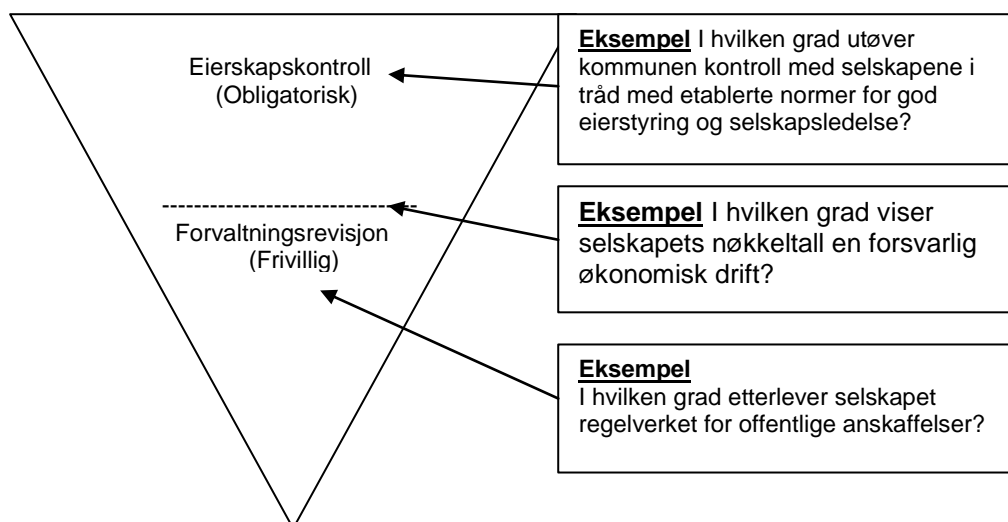 Eierskapskontroll
(Obligatorisk)
Eksempel I hvilken grad utøver
kommunen kontroll med selskapene i
tråd med etablerte normer for god
eierstyring og selskapsledelse?
Forvaltningsrevisjon
(Frivillig)
Eksempel I hvilken grad viser
selskapets nøkkeltall en forsvarlig
økonomisk drift?
Eksempel
I hvilken grad etterlever selskapet
regelverket for offentlige anskaffelser?